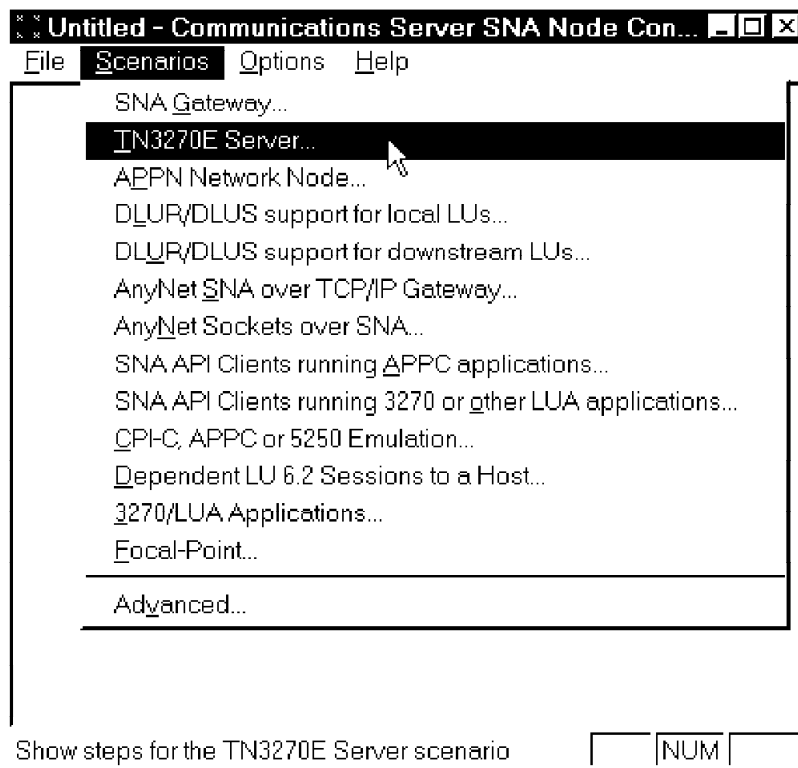 Untitled - Communications Server SNA Node Con...
File Scenarios Options Help
SNA Gateway...
TN3270E Server...
APPN Network Node...
DLUR/DLUS support for local LUs...
DLUR/DLUS support for downstream LUs...
AnyNet SNA over TCP/IP Gateway...
AnyNet Sockets over SNA...
SNA API Clients running APPC applications...
SNA API Clients running 3270 or other LUA applications...
CPI-C, APPC or 5250 Emulation...
Dependent LU 6.2 Sessions to a Host...
3270/LUA Applications...
Focal-Point...
Advanced...
Show steps for the TN3270E Server scenario NUM